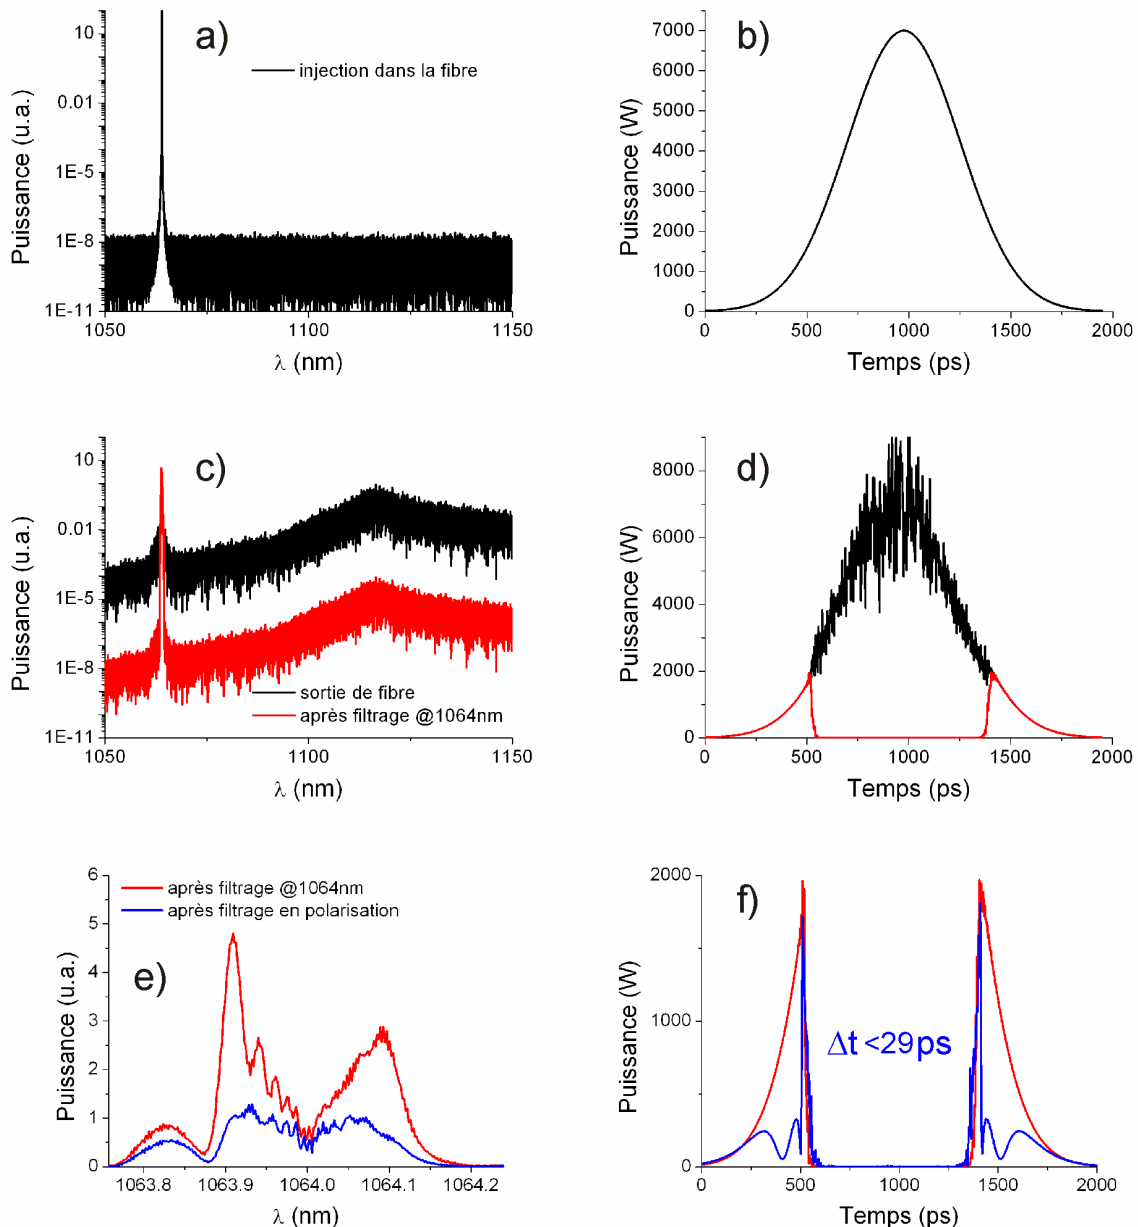 a)
injection dans la fibre
Puissance (u.a.)
10
0.01
1E-5
1E-8
1E-11
1050
1100
1150
λ (nm)
b)
Puissance (W)
7000
6000
5000
4000
3000
2000
1000
0
0
500
1000
1500
2000
Temps (ps)
c)
Puissance (u.a.)
10
0.01
1E-5
1E-8
1E-11
sortie de fibre
après filtrage @1064nm
1050
1100
1150
λ (nm)
d)
Puissance (W)
8000
6000
4000
2000
0
0
500
1000
1500
2000
Temps (ps)
après filtrage @1064nm
après filtrage en polarisation
e)
Puissance (u.a.)
6
5
4
3
2
1
0
1063.8
1063.9
1064.0
1064.1
1064.2
λ (nm)
f)
Δt <29ps
Puissance (W)
2000
1000
0
0
500
1000
1500
2000
Temps (ps)